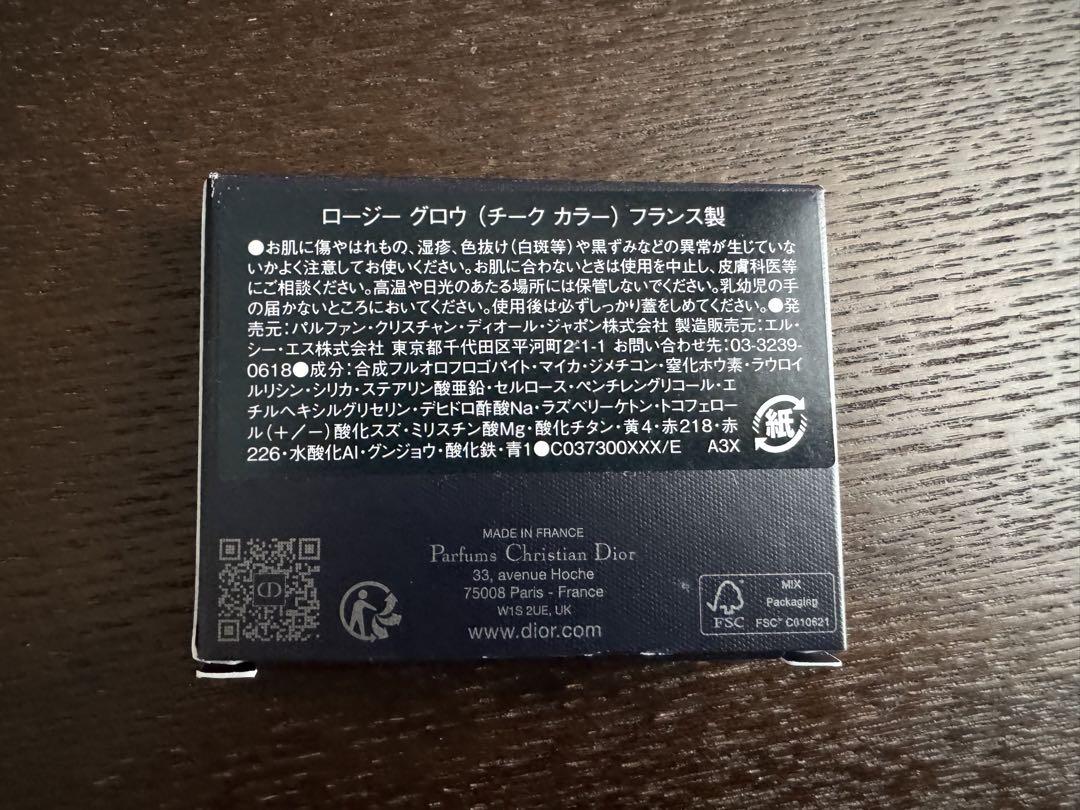 ロージー グロウ（チーク カラー）フランス製
●お肌に傷やはれもの、湿疹、色抜け（白斑等）や黒ずみなどの異常が生じていな
いかよく注意してお使いください。お肌に合わないときは使用を中止し、皮膚科医等
にご相談ください。高温や日光のあたる場所には保管しないでください。乳幼児の手
の届かないところにおいてください。使用後は必ずしっかり蓋をしめてください。●発
売元：パルファン・クリスチャン・ディオール・ジャポン株式会社 製造販売元：エル・
シー・エス株式会社 東京都千代田区平河町2-1-1 お問い合わせ先：03-3239-
0618●成分：合成フルオロフロゴパイト・マイカ・ジメチコン・窒化ホウ素・ラウロイ
ルリシン・シリカ・ステアリン酸亜鉛・セルロース・ペンチレングリコール・エ
チルヘキシルグリセリン・デヒドロ酢酸Na・ラズベリーケトン・トコフェロー
ル（＋／－）酸化スズ・ミリスチン酸Mg・酸化チタン・黄4・赤218・赤
226・水酸化Al・グンジョウ・酸化鉄・青1●C037300XXX/E A3X
紙
MADE IN FRANCE
Parfums Christian Dior
33, avenue Hoche
75008 Paris - France
W1S 2UE, UK
www.dior.com
CD
FSC
MIX
Packaging
FSC® C010621